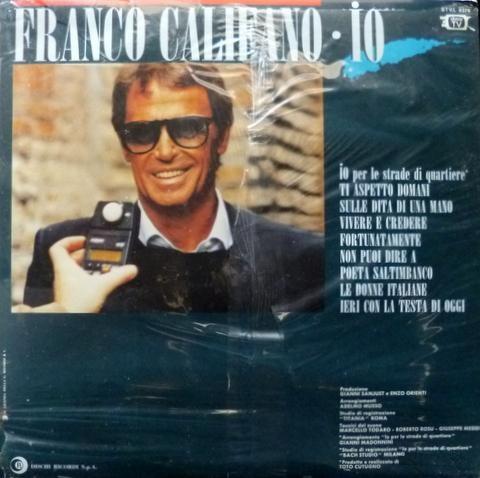 FRANCO CALIFANO · io
STVL 6376
TV
io per le strade di quartiere
TI ASPETTO DOMANI
SULLE DITA DI UNA MANO
VIVERE E CREDERE
FORTUNATAMENTE
NON PUOI DIRE A
POETA SALTIMBANCO
LE DONNE ITALIANE
IERI CON LA TESTA DI OGGI
Produzione
GIANNI SANJUST e ENZO ORIENTI
Arrangiamenti
ADELMO MUSSO
Studio di registrazione
"TITANIA" ROMA
Tecnici del suono
MARCELLO TODARO - ROBERTO ROSU - GIUSEPPE
*Arrangiamento "Io per le strade di quartiere"
GIANNI MADONNINI
*Studio di registrazione "Io per le strade di quartiere"
"BACH STUDIO" MILANO
*Prodotto e realizzato da
TOTO CUTUGNO
R DISCHI RICORDI S.p.A.